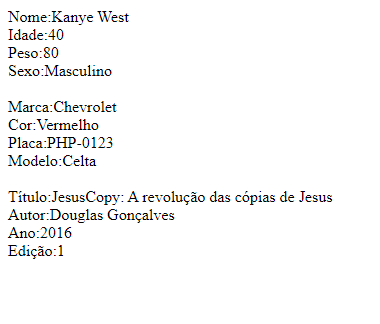 Nome:Kanye West
Idade:40
Peso:80
Sexo:Masculino
Marca:Chevrolet
Cor:Vermelho
Placa:PHP-0123
Modelo:Celta
Título:JesusCopy: A revolução das cópias de Jesus
Autor:Douglas Gonçalves
Ano:2016
Edição:1